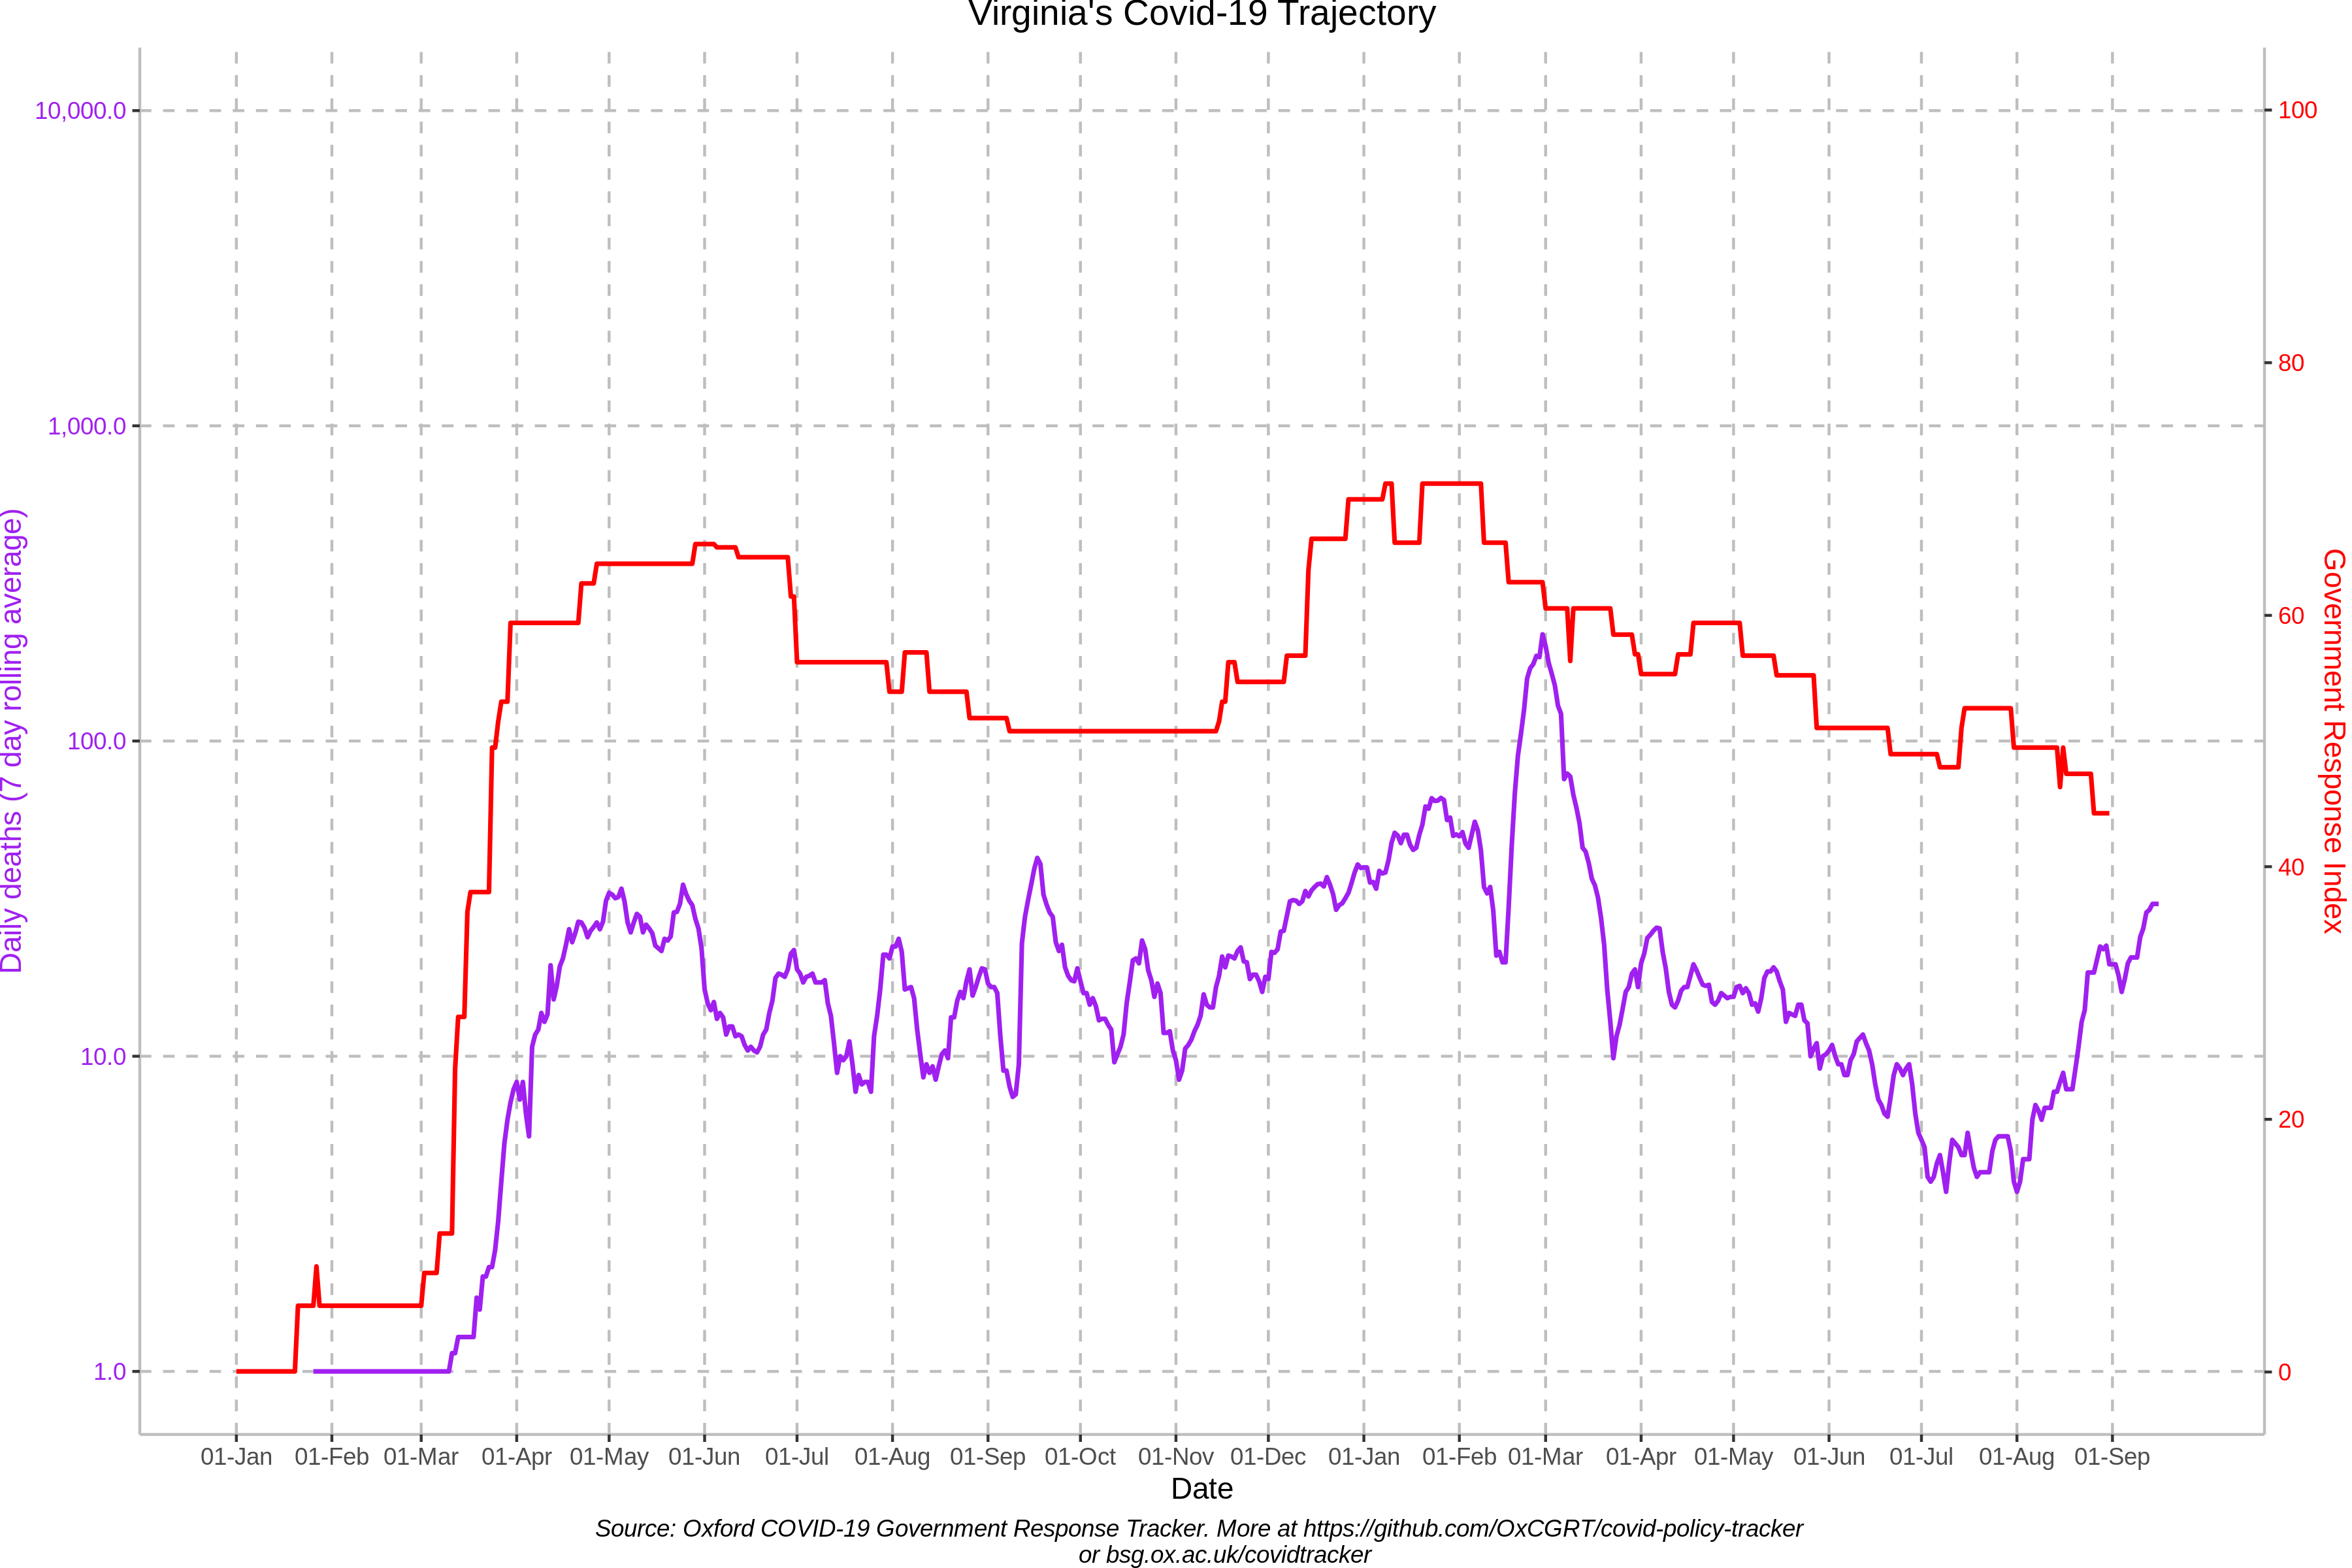 Virginia's Covid-19 Trajectory
10,000.0
1,000.0
100.0
10.0
1.0
Daily deaths (7 day rolling average)
100
80
60
40
20
0
Government Response Index
01-Jan 01-Feb 01-Mar 01-Apr 01-May 01-Jun 01-Jul 01-Aug 01-Sep 01-Oct 01-Nov 01-Dec 01-Jan 01-Feb 01-Mar 01-Apr 01-May 01-Jun 01-Jul 01-Aug 01-Sep
Date
Source: Oxford COVID-19 Government Response Tracker. More at https://github.com/OxCGRT/covid-policy-tracker
or bsg.ox.ac.uk/covidtracker